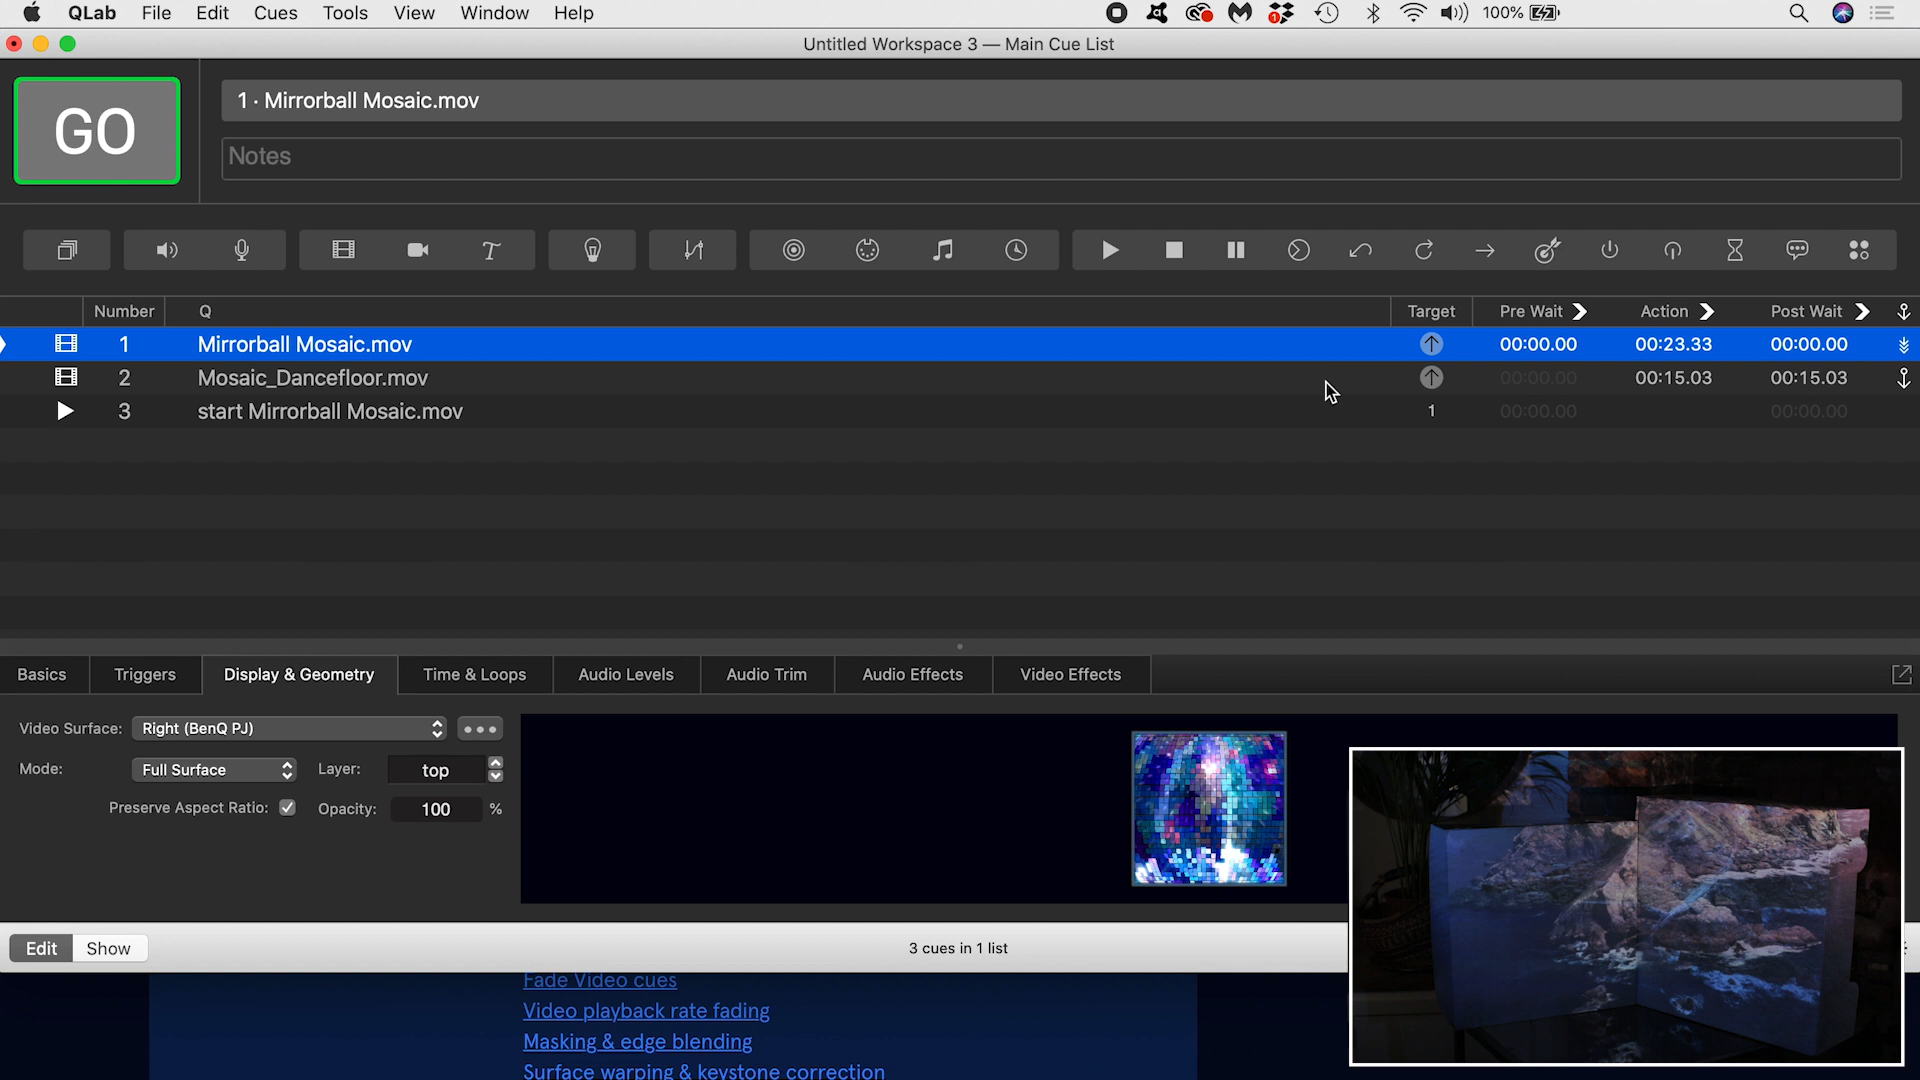 QLab File Edit Cues Tools View Window Help
1
100%
Untitled Workspace 3 — Main Cue List
GO
1 · Mirrorball Mosaic.mov
Notes
Number Q Target Pre Wait Action Post Wait
1 Mirrorball Mosaic.mov 00:00.00 00:23.33 00:00.00
2 Mosaic_Dancefloor.mov 00:00.00 00:15.03 00:15.03
3 start Mirrorball Mosaic.mov 1 00:00.00 00:00.00
Basics Triggers Display & Geometry Time & Loops Audio Levels Audio Trim Audio Effects Video Effects
Video Surface: Right (BenQ PJ)
Mode: Full Surface Layer: top
Preserve Aspect Ratio: Opacity: 100 %
Edit Show 3 cues in 1 list
Fade Video cues
Video playback rate fading
Masking & edge blending
Surface warping & keystone correction